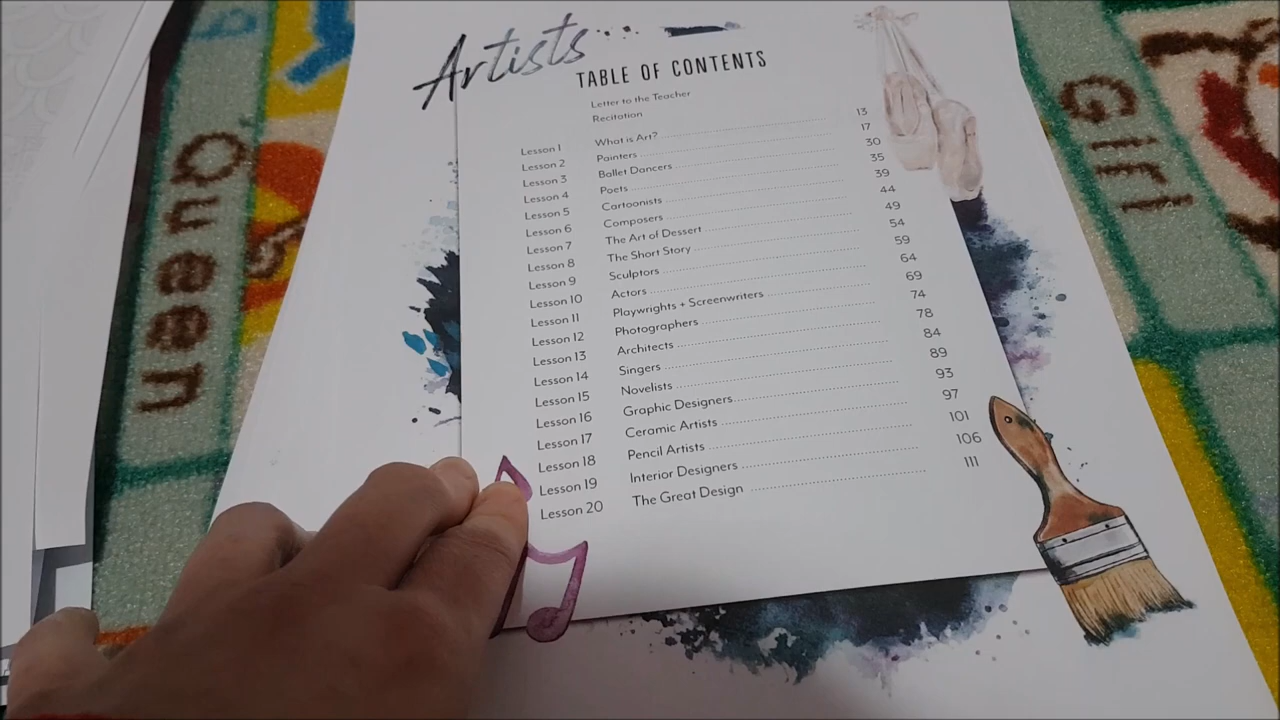 Artists
TABLE OF CONTENTS
Letter to the Teacher
Recitation
Lesson 1 What is Art? 13
Lesson 2 Painters 17
Lesson 3 Ballet Dancers 30
Lesson 4 Poets 35
Lesson 5 Cartoonists 39
Lesson 6 Composers 44
Lesson 7 The Art of Dessert 49
Lesson 8 The Short Story 54
Lesson 9 Sculptors 59
Lesson 10 Actors 64
Lesson 11 Playwrights + Screenwriters 69
Lesson 12 Photographers 74
Lesson 13 Architects 78
Lesson 14 Singers 84
Lesson 15 Novelists 89
Lesson 16 Graphic Designers 93
Lesson 17 Ceramic Artists 97
Lesson 18 Pencil Artists 101
Lesson 19 Interior Designers 106
Lesson 20 The Great Design 111
Queen
Girl